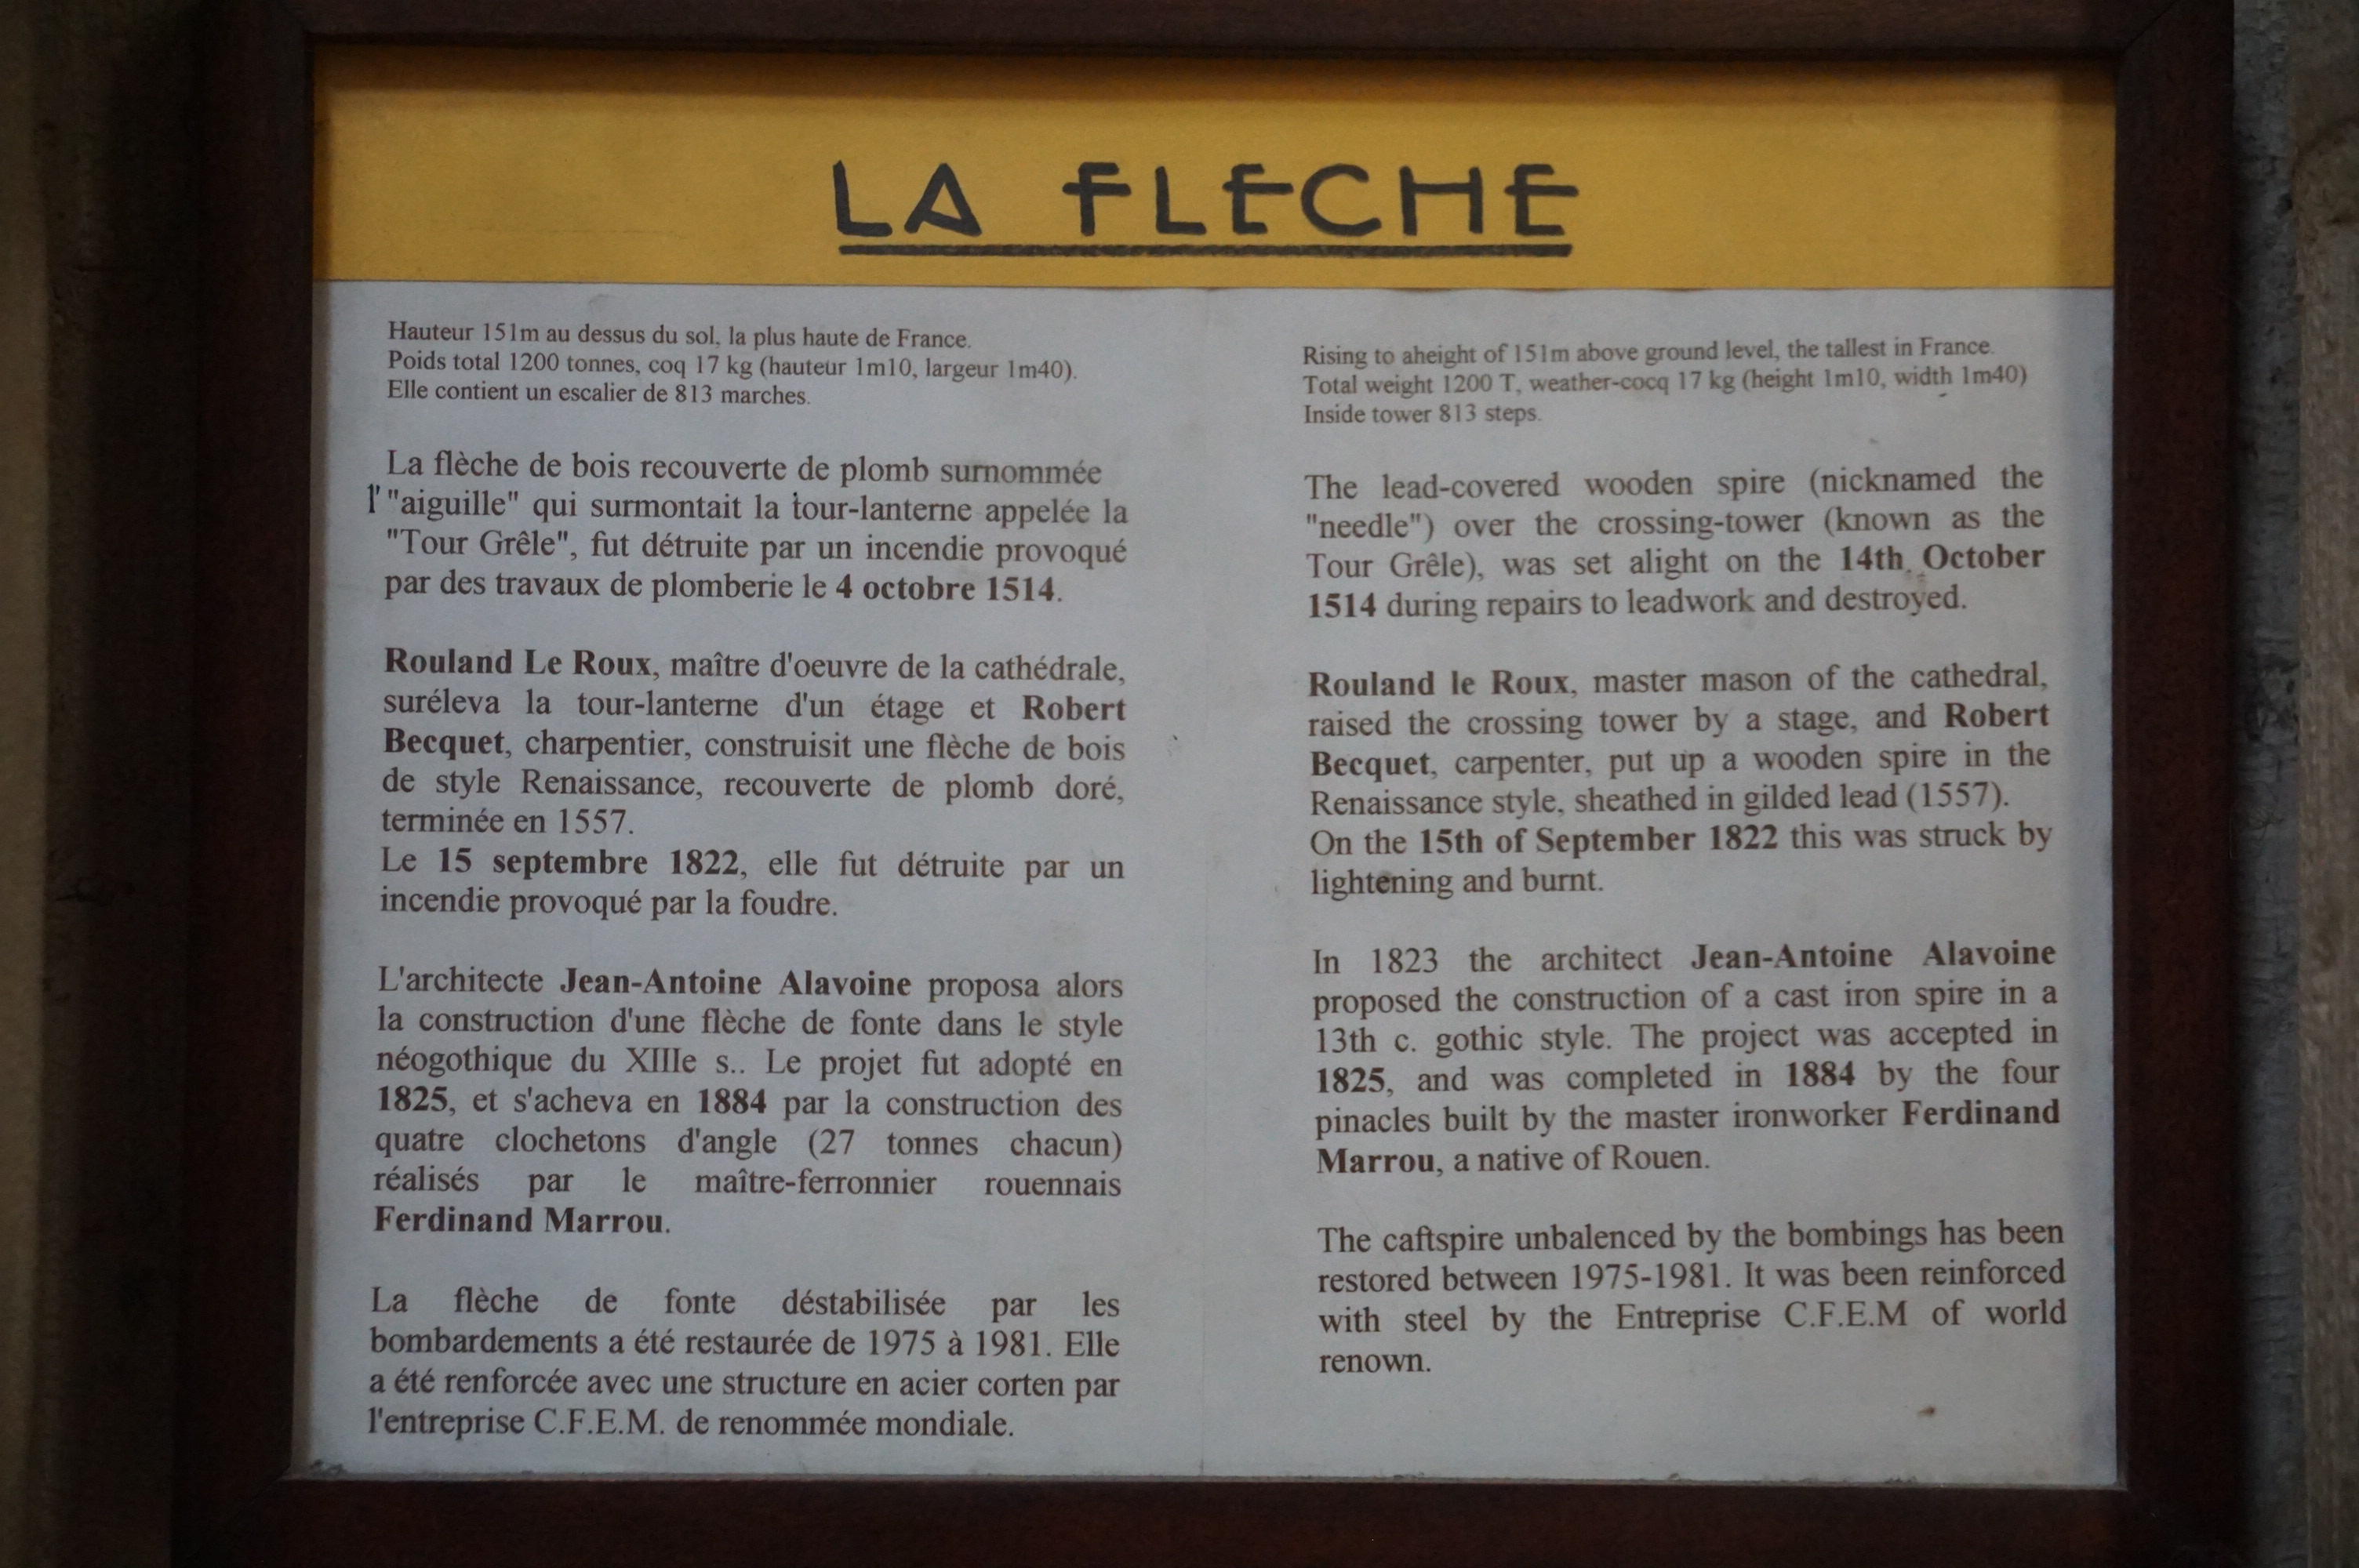 LA FLECHE
Hauteur 151m au dessus du sol, la plus haute de France.
Poids total 1200 tonnes, coq 17 kg (hauteur 1m10, largeur 1m40).
Elle contient un escalier de 813 marches.
La flèche de bois recouverte de plomb surnommée
l' "aiguille" qui surmontait la tour-lanterne appelée la
"Tour Grêle", fut détruite par un incendie provoqué
par des travaux de plomberie le 4 octobre 1514.
Rouland Le Roux, maître d'oeuvre de la cathédrale,
suréleva la tour-lanterne d'un étage et Robert
Becquet, charpentier, construisit une flèche de bois
de style Renaissance, recouverte de plomb doré,
terminée en 1557.
Le 15 septembre 1822, elle fut détruite par un
incendie provoqué par la foudre.
L'architecte Jean-Antoine Alavoine proposa alors
la construction d'une flèche de fonte dans le style
néogothique du XIIIe s.. Le projet fut adopté en
1825, et s'acheva en 1884 par la construction des
quatre clochetons d'angle (27 tonnes chacun)
réalisés par le maître-ferronnier rouennais
Ferdinand Marrou.
La flèche de fonte déstabilisée par les
bombardements a été restaurée de 1975 à 1981. Elle
a été renforcée avec une structure en acier corten par
l'entreprise C.F.E.M. de renommée mondiale.
Rising to aheight of 151m above ground level, the tallest in France.
Total weight 1200 T, weather-cocq 17 kg (height 1m10, width 1m40)
Inside tower 813 steps.
The lead-covered wooden spire (nicknamed the
"needle") over the crossing-tower (known as the
Tour Grêle), was set alight on the 14th October
1514 during repairs to leadwork and destroyed.
Rouland le Roux, master mason of the cathedral,
raised the crossing tower by a stage, and Robert
Becquet, carpenter, put up a wooden spire in the
Renaissance style, sheathed in gilded lead (1557).
On the 15th of September 1822 this was struck by
lightening and burnt.
In 1823 the architect Jean-Antoine Alavoine
proposed the construction of a cast iron spire in a
13th c. gothic style. The project was accepted in
1825, and was completed in 1884 by the four
pinacles built by the master ironworker Ferdinand
Marrou, a native of Rouen.
The caftspire unbalenced by the bombings has been
restored between 1975-1981. It was been reinforced
with steel by the Entreprise C.F.E.M of world
renown.